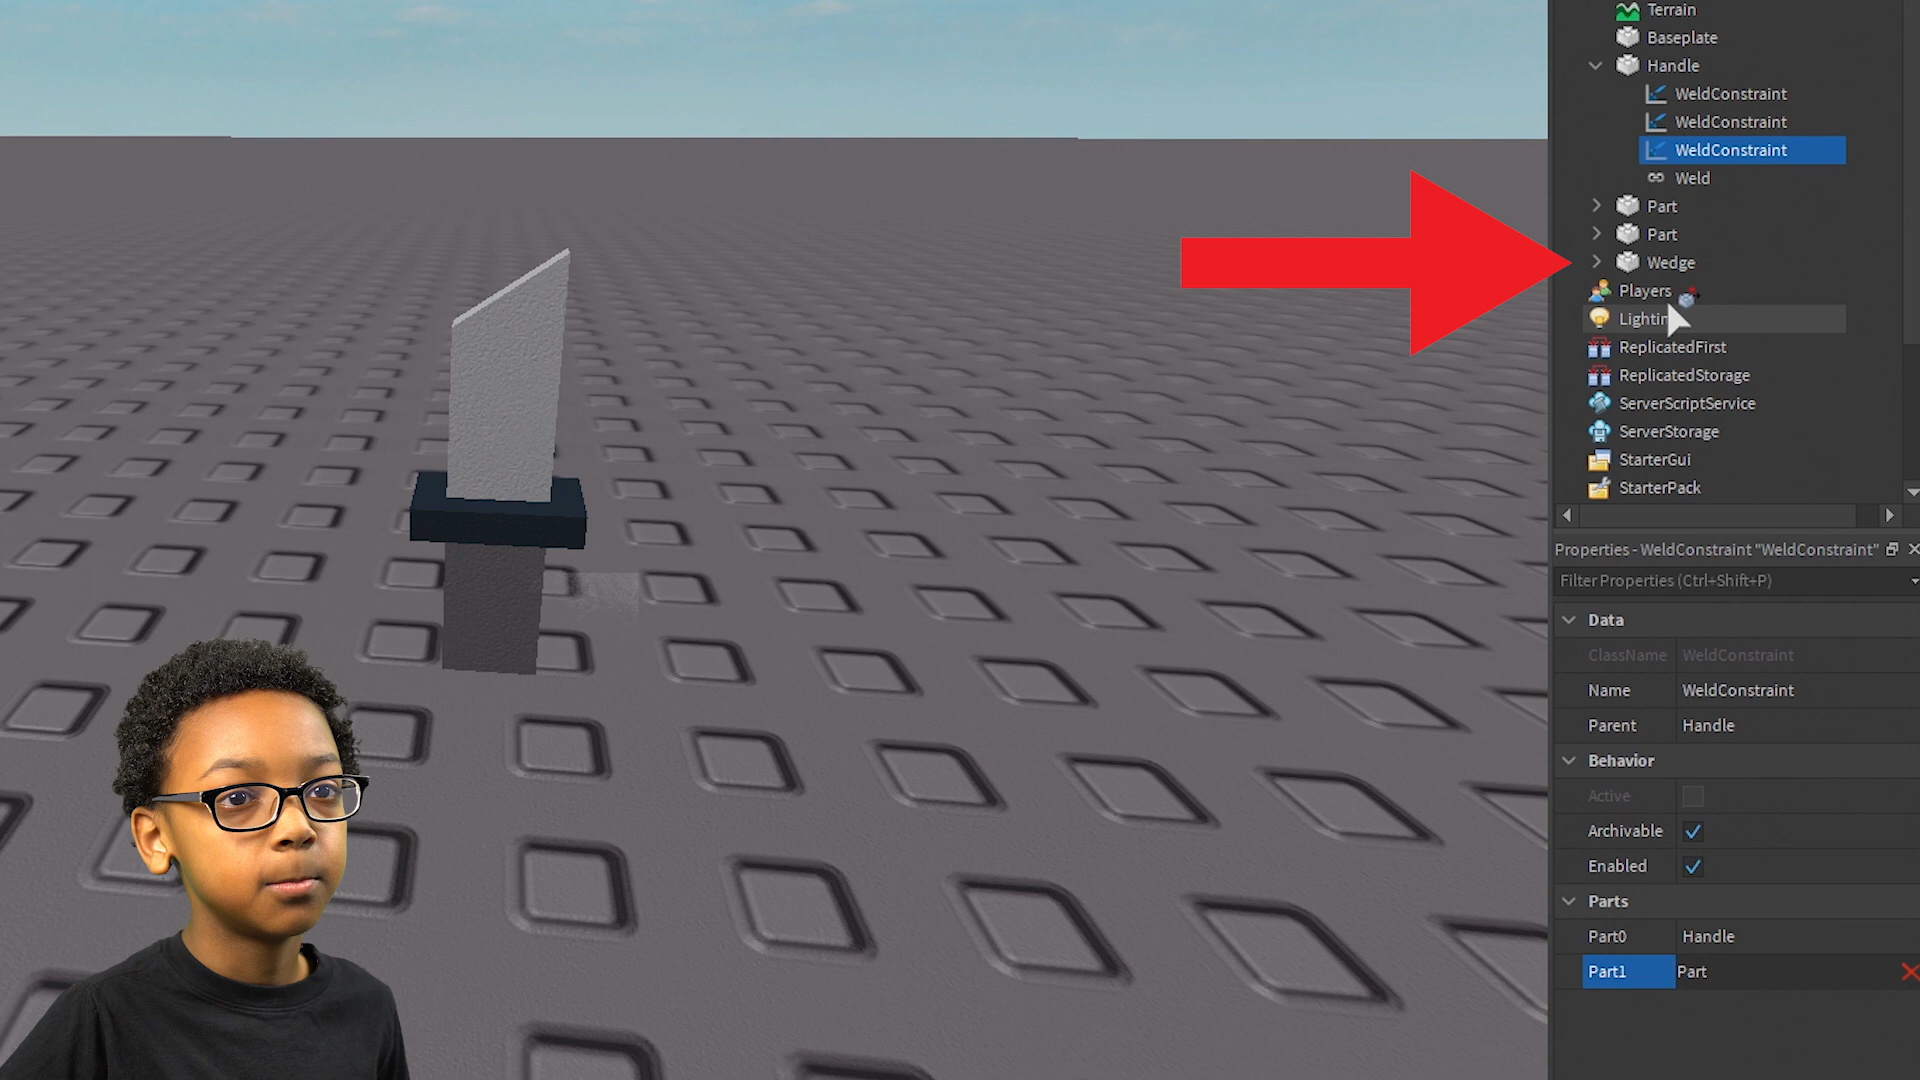 Terrain
Baseplate
Handle
WeldConstraint
WeldConstraint
WeldConstraint
Weld
Part
Part
Wedge
Players
Lightin
ReplicatedFirst
ReplicatedStorage
ServerScriptService
ServerStorage
StarterGui
StarterPack
Properties - WeldConstraint "WeldConstraint"
Filter Properties (Ctrl+Shift+P)
Data
ClassName WeldConstraint
Name WeldConstraint
Parent Handle
Behavior
Active
Archivable
Enabled
Parts
Part0 Handle
Part1 Part